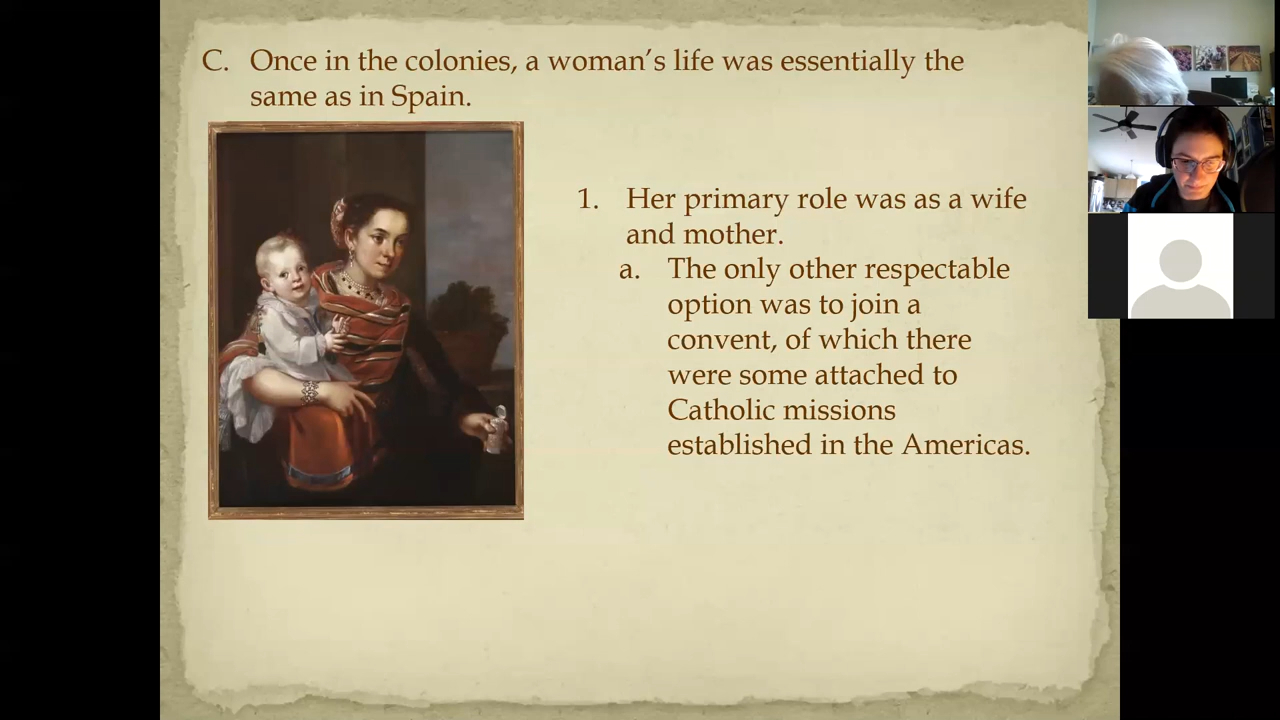 C. Once in the colonies, a woman’s life was essentially the
same as in Spain.
1. Her primary role was as a wife
and mother.
a. The only other respectable
option was to join a
convent, of which there
were some attached to
Catholic missions
established in the Americas.